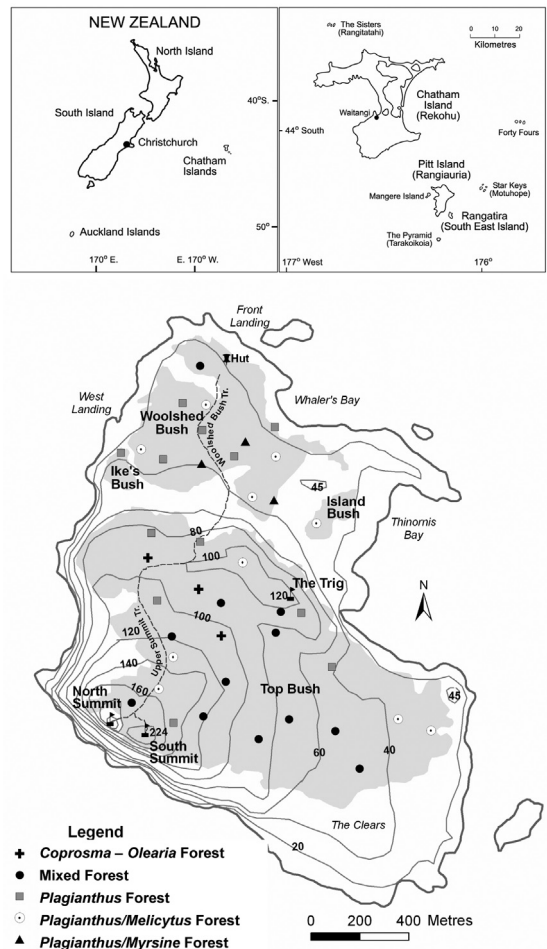 NEW ZEALAND
North Island
South Island
40°S.
Christchurch
Chatham
Islands
Auckland Islands
50°
170° E.
E. 170° W.
The Sisters
(Rangitatahi)
0 10 20
Kilometres
Chatham
Island
(Rekohu)
Waitangi
44° South
Forty Fours
Pitt Island
(Rangiauria)
Star Keys
(Motuhope)
Mangere Island
Rangatira
(South East Island)
The Pyramid
(Tarakoikoia)
177° West
176°
Front
Landing
Hut
West
Landing
Whaler's Bay
Woolshed
Bush
Woolshed Bush Tr.
Ike's
Bush
45
Island
Bush
Thinornis
Bay
80
100
The Trig
120
N
100
120
Upper Summit Tr.
140
160
North
Summit
Top Bush
45
224
South
Summit
60
40
The Clears
20
Legend
Coprosma – Olearia Forest
Mixed Forest
Plagianthus Forest
Plagianthus/Melicytus Forest
Plagianthus/Myrsine Forest
0 200 400 Metres